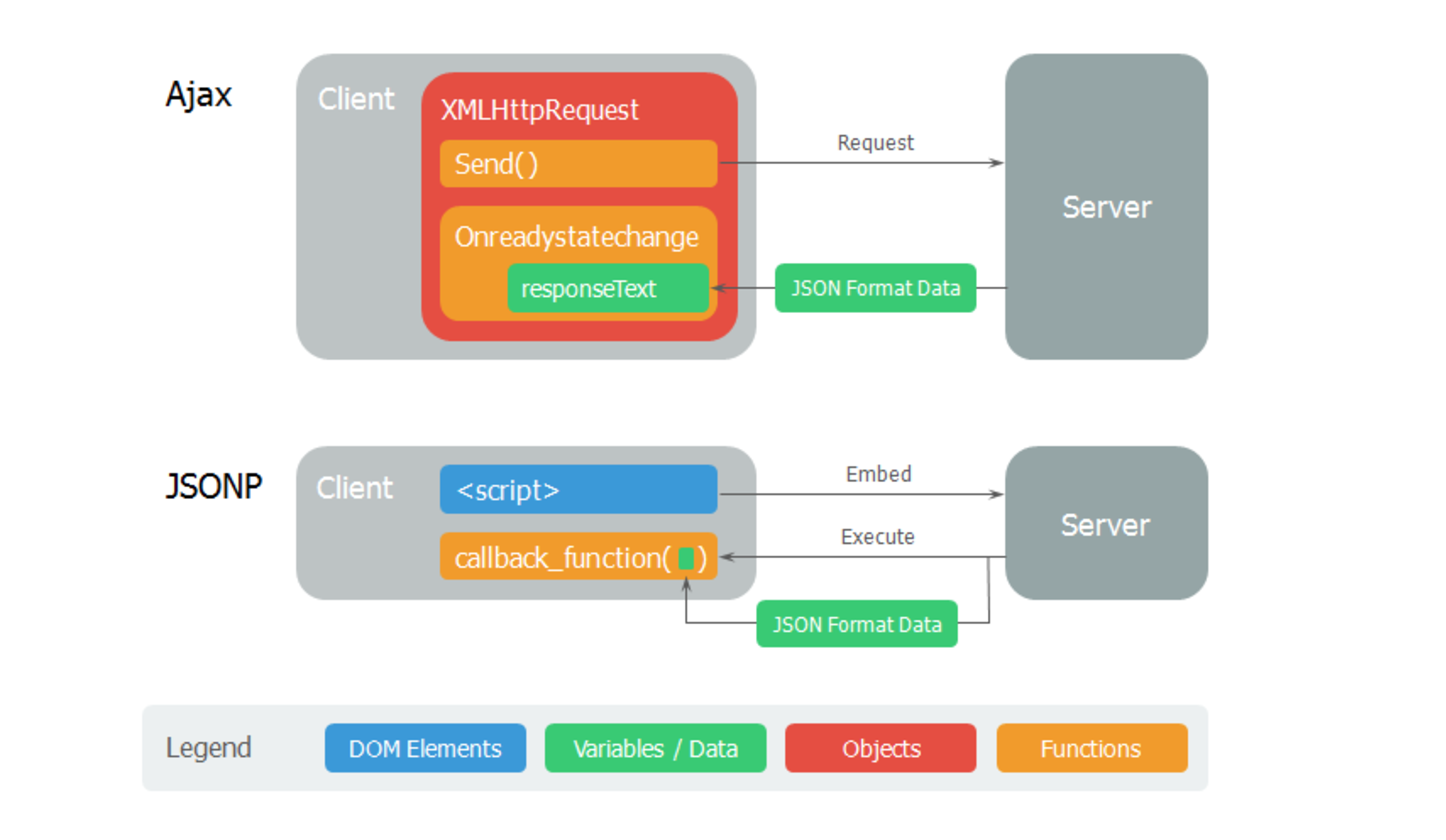 Ajax
Client
XMLHttpRequest
Send( )
Onreadystatechange
responseText
Request
JSON Format Data
Server
JSONP
Client
<script>
callback_function( )
Embed
Execute
JSON Format Data
Server
Legend
DOM Elements
Variables / Data
Objects
Functions